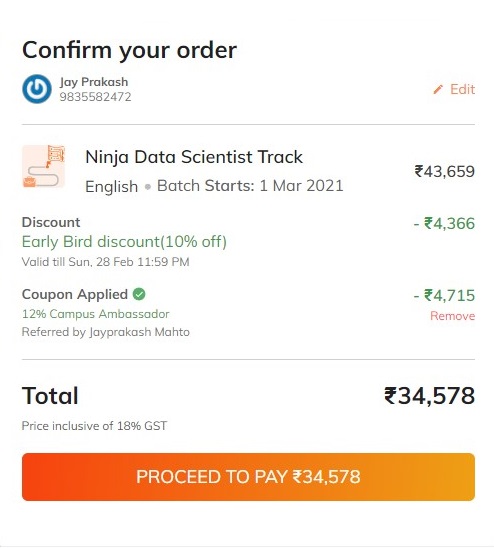 Confirm your order
Jay Prakash
9835582472
Edit
Ninja Data Scientist Track
₹43,659
English • Batch Starts: 1 Mar 2021
Discount
- ₹4,366
Early Bird discount(10% off)
Valid till Sun, 28 Feb 11:59 PM
Coupon Applied
- ₹4,715
12% Campus Ambassador
Remove
Referred by Jayprakash Mahto
Total
₹34,578
Price inclusive of 18% GST
PROCEED TO PAY ₹34,578